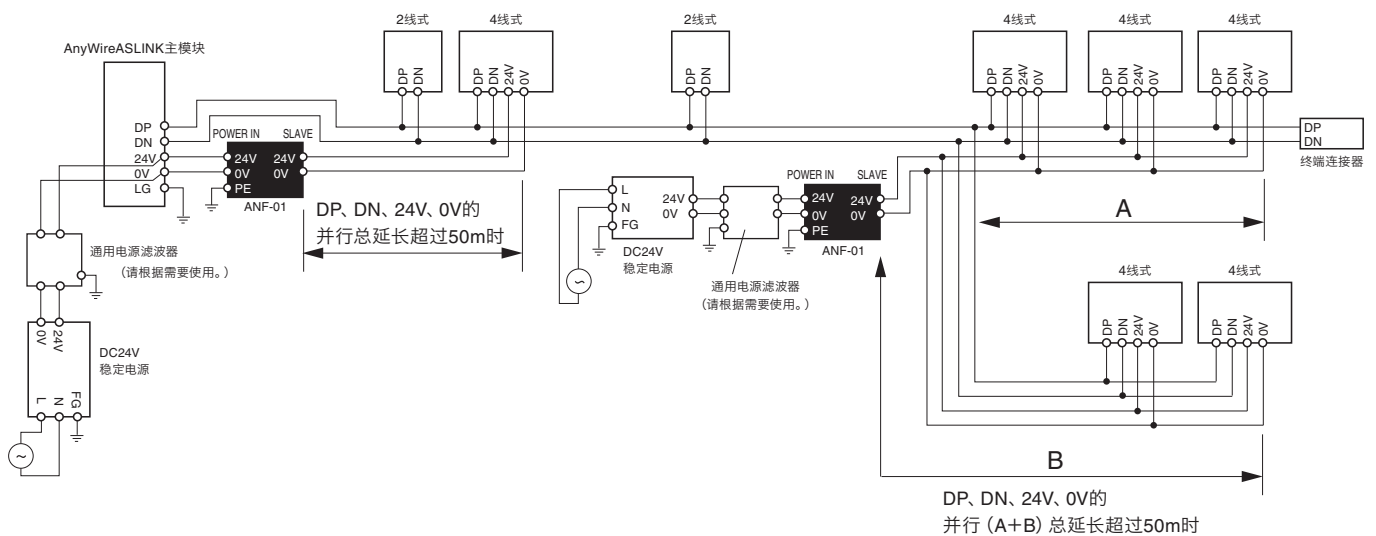 2线式
4线式
2线式
4线式
4线式
4线式
AnyWireASLINK主模块
DP
DN
DP
DN
24V
0V
DP
DN
DP
DN
24V
0V
DP
DN
24V
0V
DP
DN
24V
0V
DP
DN
24V
0V
LG
POWER IN
SLAVE
24V
24V
0V
0V
PE
ANF-01
DP
DN
终端连接器
DP、DN、24V、0V的
并行总延长超过50m时
L
N
FG
24V
0V
DC24V
稳定电源
POWER IN
SLAVE
24V
24V
0V
0V
PE
ANF-01
A
通用电源滤波器
（请根据需要使用。）
通用电源滤波器
（请根据需要使用。）
4线式
4线式
DP
DN
24V
0V
DP
DN
24V
0V
0V
24V
DC24V
稳定电源
L
N
FG
B
DP、DN、24V、0V的
并行（A＋B）总延长超过50m时